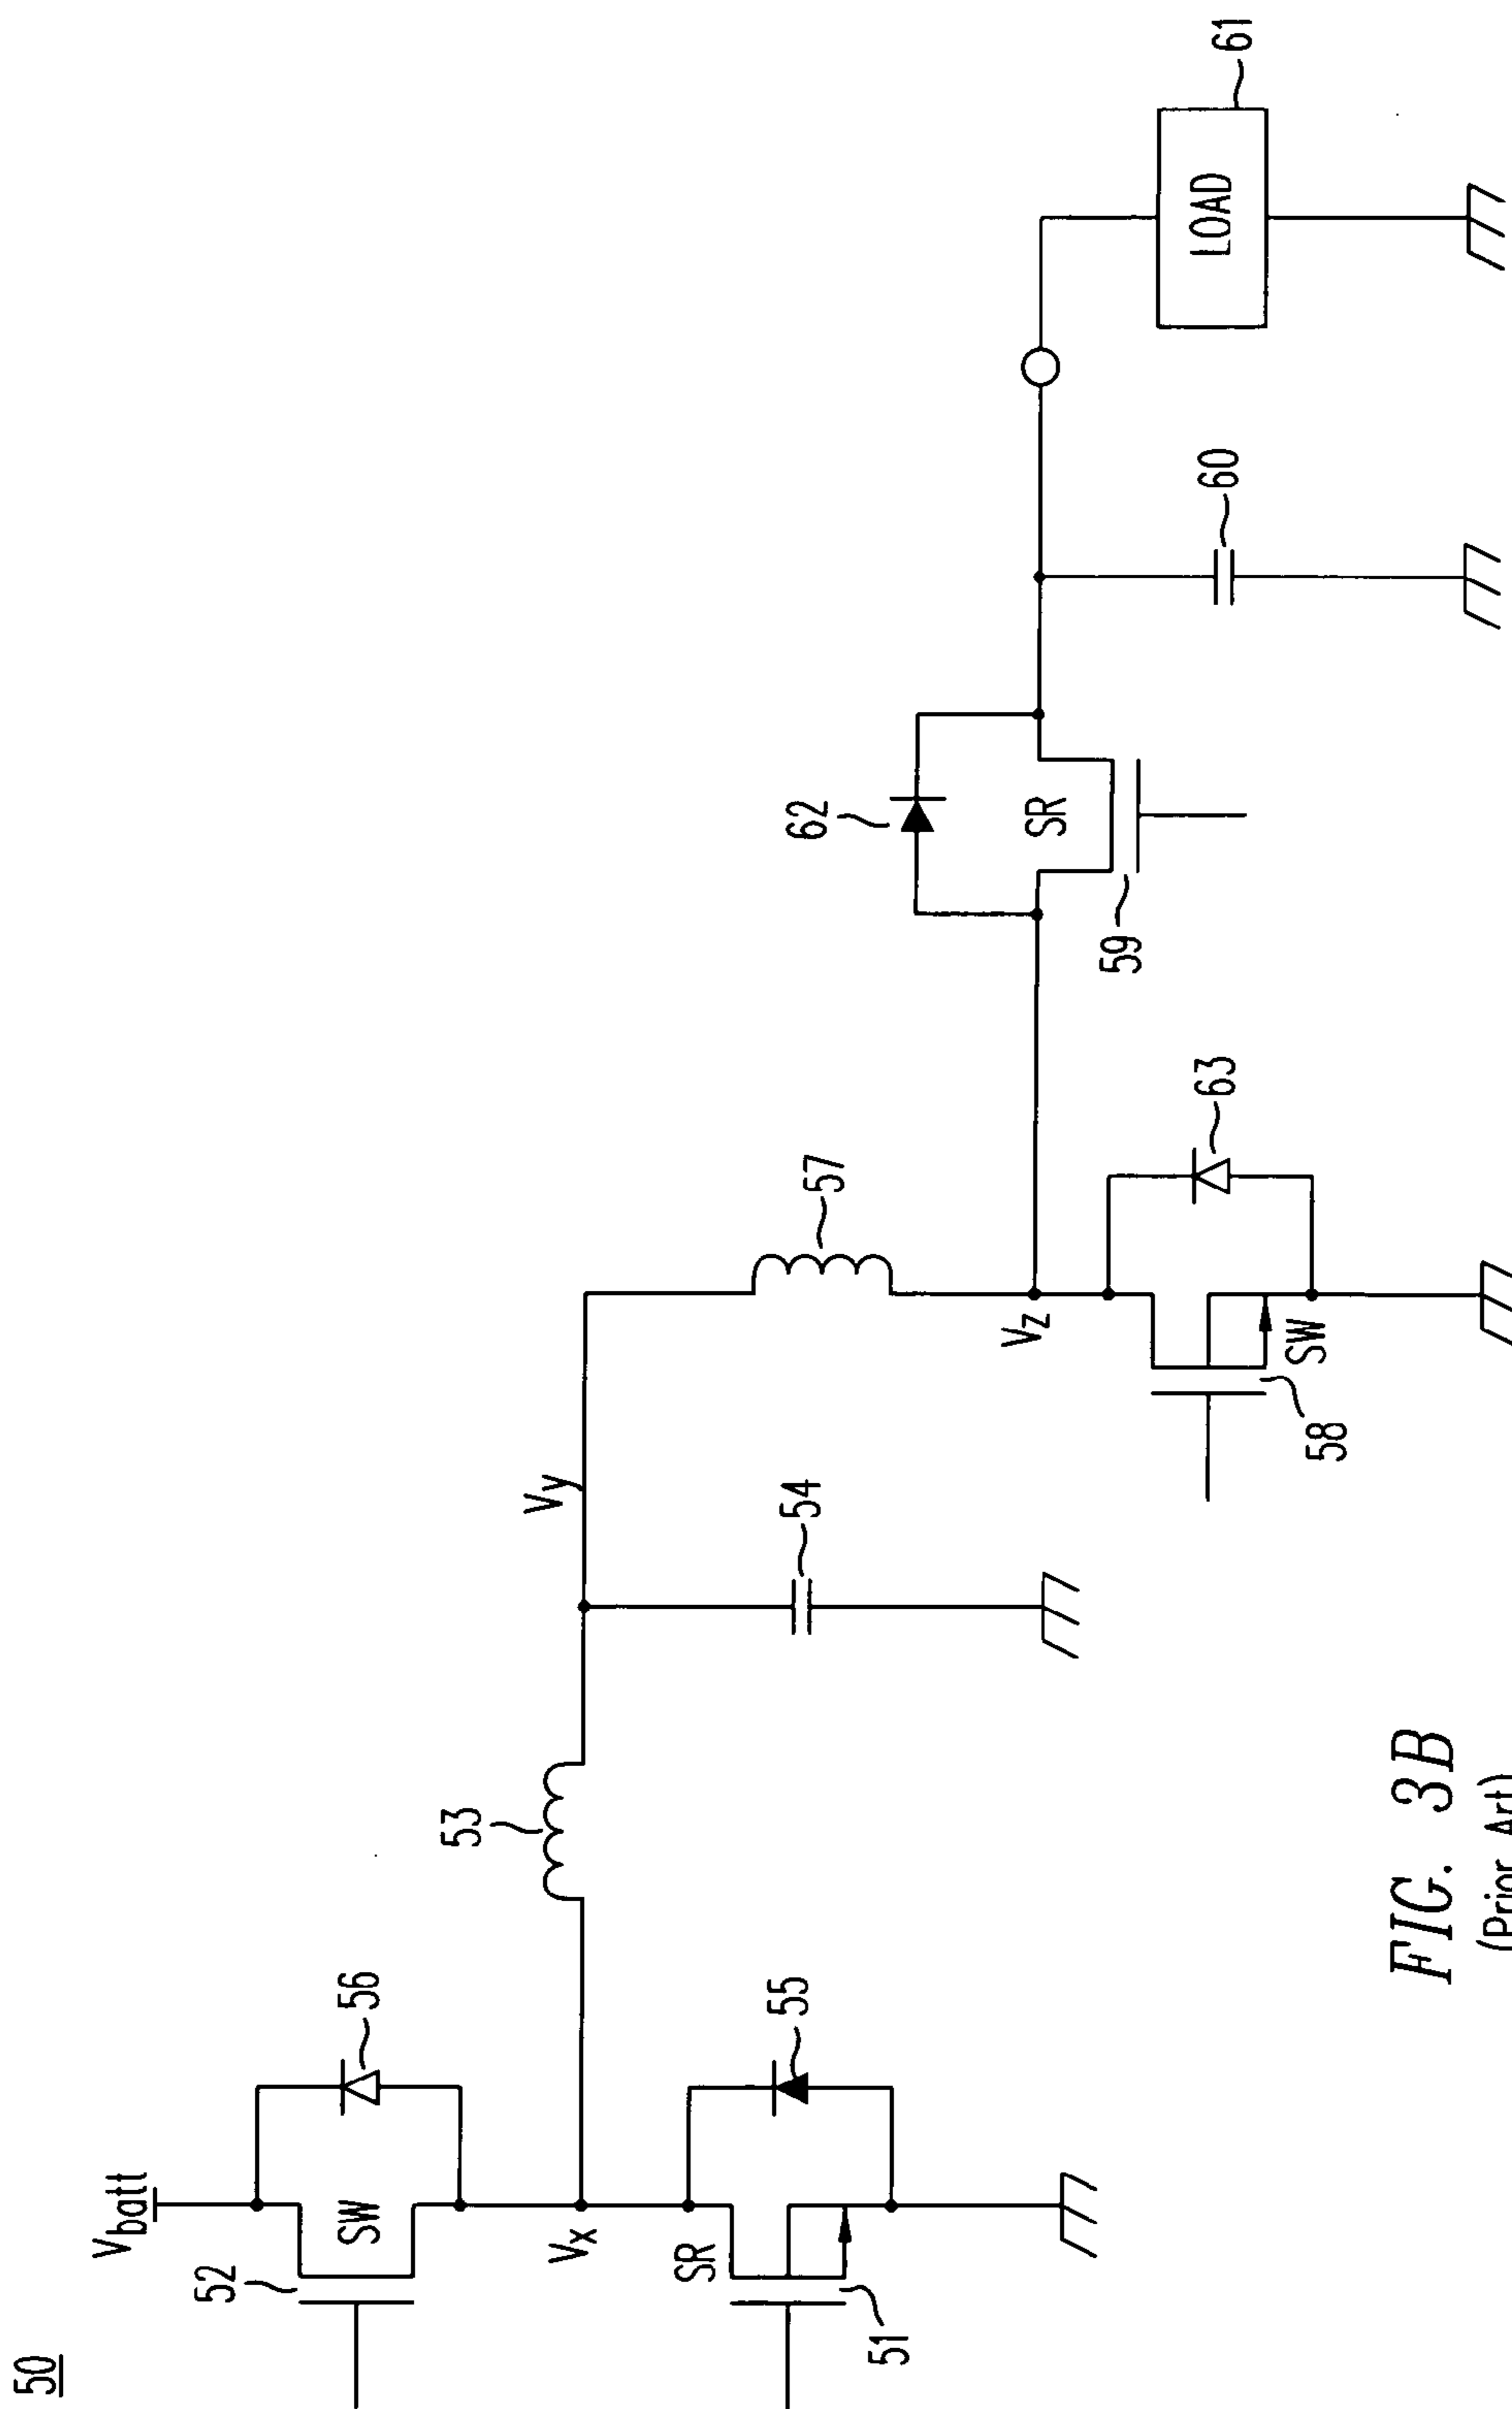 50
Vbatt
52
SW
56
Vx
SR
51
55
53
Vy
54
57
Vz
58
SW
63
59
SR
62
60
LOAD
61
FIG. 3B
(Prior Art)